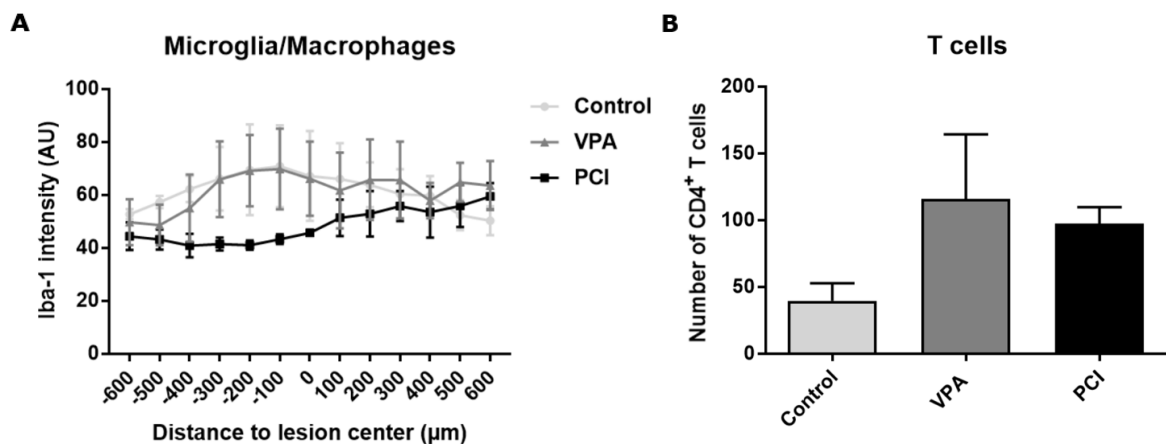 A
Microglia/Macrophages
Iba-1 intensity (AU)
100
80
60
40
20
0
-600
-500
-400
-300
-200
-100
0
100
200
300
400
500
600
Distance to lesion center (µm)
Control
VPA
PCI
B
T cells
Number of CD4⁺ T cells
200
150
100
50
0
Control
VPA
PCI